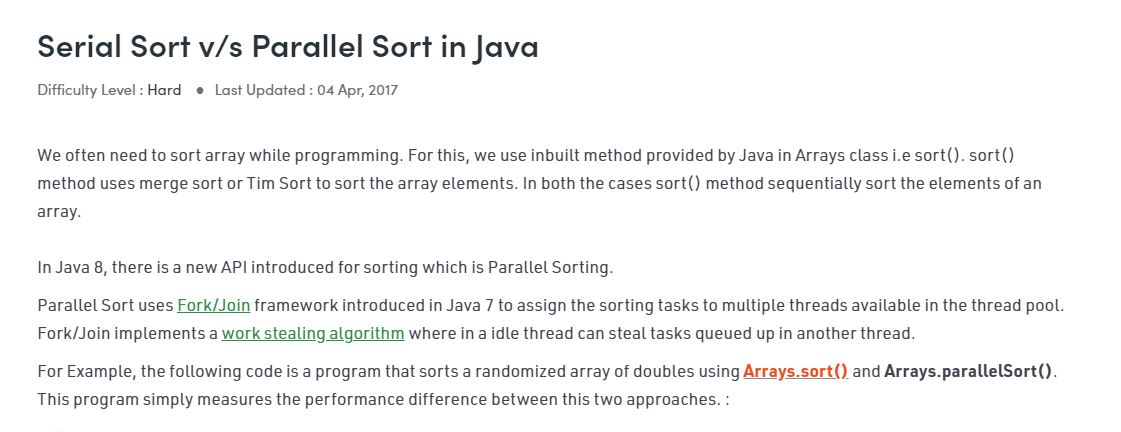 Serial Sort v/s Parallel Sort in Java
Difficulty Level : Hard ● Last Updated : 04 Apr, 2017
We often need to sort array while programming. For this, we use inbuilt method provided by Java in Arrays class i.e sort(). sort()
method uses merge sort or Tim Sort to sort the array elements. In both the cases sort() method sequentially sort the elements of an
array.
In Java 8, there is a new API introduced for sorting which is Parallel Sorting.
Parallel Sort uses Fork/Join framework introduced in Java 7 to assign the sorting tasks to multiple threads available in the thread pool.
Fork/Join implements a work stealing algorithm where in a idle thread can steal tasks queued up in another thread.
For Example, the following code is a program that sorts a randomized array of doubles using Arrays.sort() and Arrays.parallelSort().
This program simply measures the performance difference between this two approaches. :